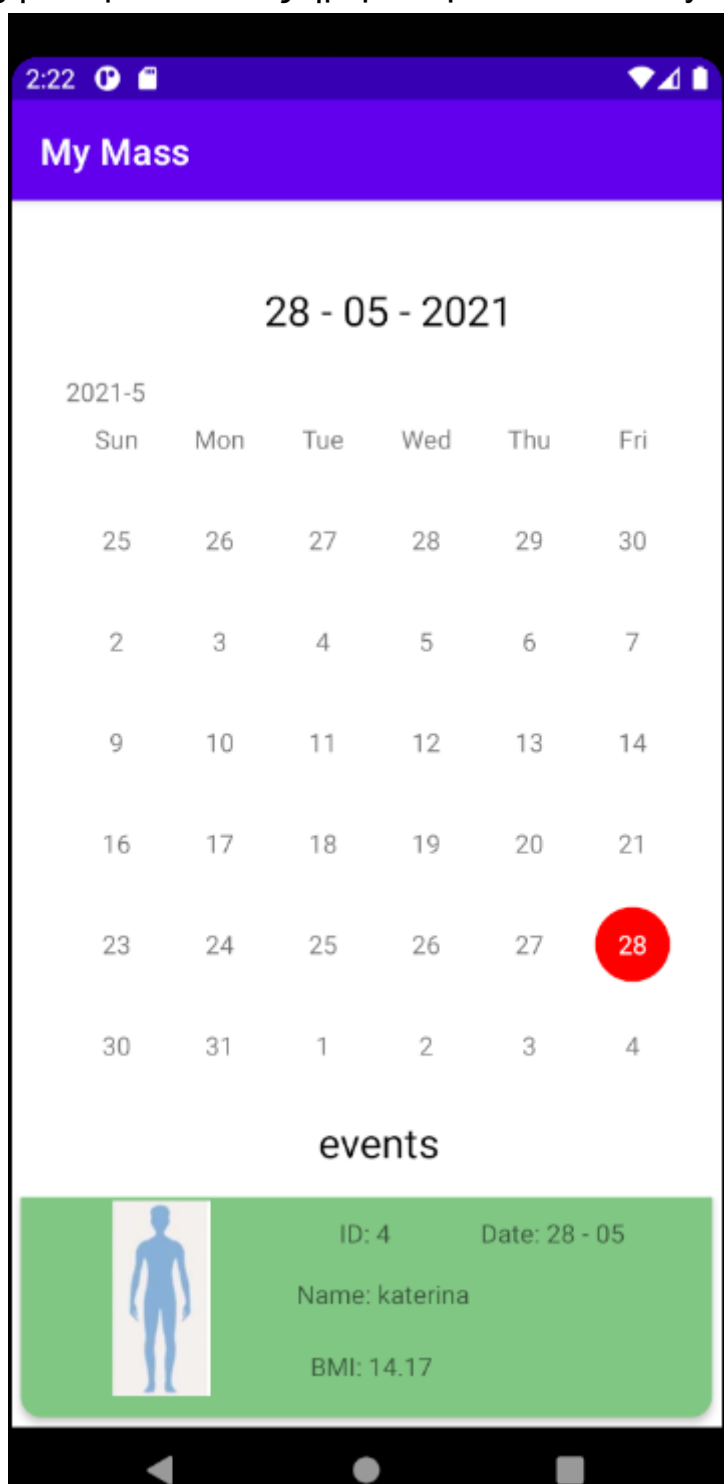 2:22
My Mass
28 - 05 - 2021
2021-5
Sun Mon Tue Wed Thu Fri
25 26 27 28 29 30
2 3 4 5 6 7
9 10 11 12 13 14
16 17 18 19 20 21
23 24 25 26 27 28
30 31 1 2 3 4
events
ID: 4 Date: 28 - 05
Name: katerina
BMI: 14.17